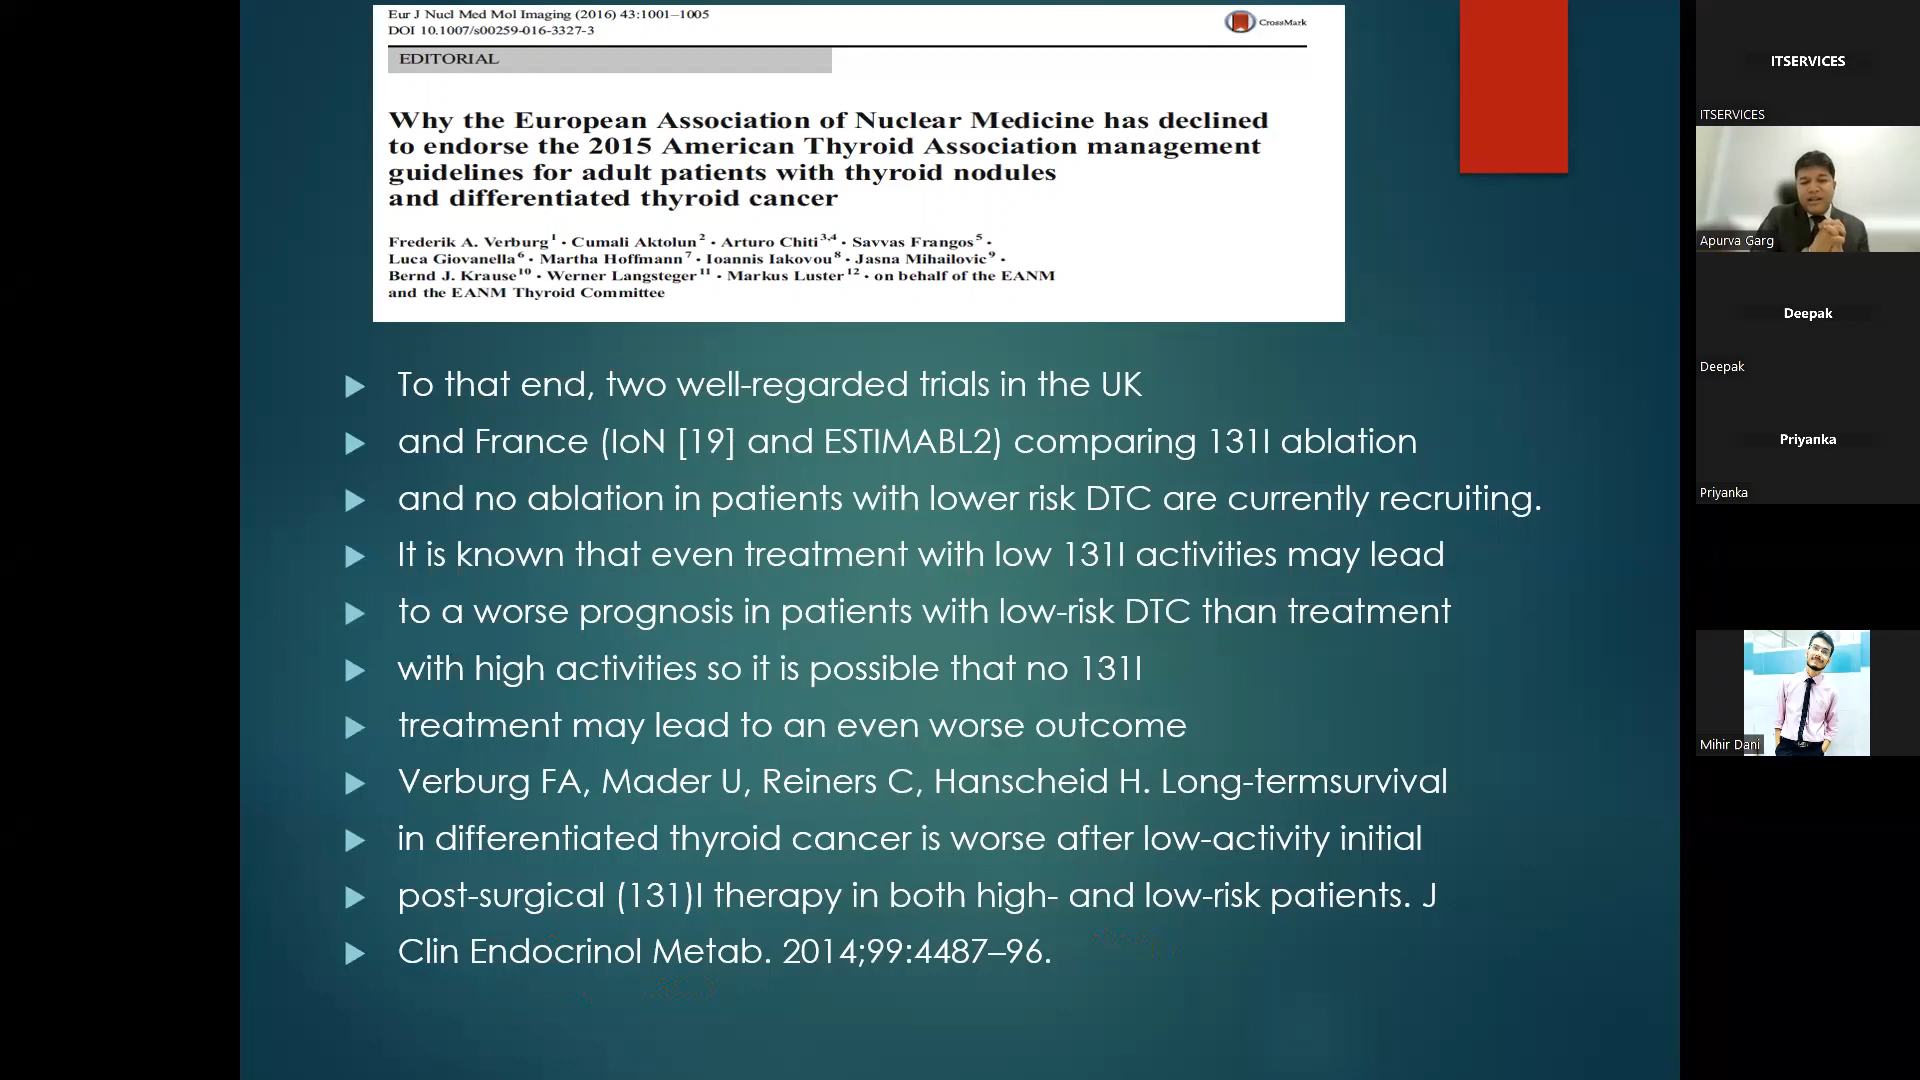 Eur J Nucl Med Mol Imaging (2016) 43:1001–1005
DOI 10.1007/s00259-016-3327-3
CrossMark
EDITORIAL
Why the European Association of Nuclear Medicine has declined
to endorse the 2015 American Thyroid Association management
guidelines for adult patients with thyroid nodules
and differentiated thyroid cancer
Frederik A. Verburg1 · Cumali Aktolun2 · Arturo Chiti3,4 · Savvas Frangos5 ·
Luca Giovanella6 · Martha Hoffmann7 · Ioannis Iakovou8 · Jasna Mihailovic9 ·
Bernd J. Krause10 · Werner Langsteger11 · Markus Luster12 · on behalf of the EANM
and the EANM Thyroid Committee
To that end, two well-regarded trials in the UK
and France (IoN [19] and ESTIMABL2) comparing 131I ablation
and no ablation in patients with lower risk DTC are currently recruiting.
It is known that even treatment with low 131I activities may lead
to a worse prognosis in patients with low-risk DTC than treatment
with high activities so it is possible that no 131I
treatment may lead to an even worse outcome
Verburg FA, Mader U, Reiners C, Hanscheid H. Long-termsurvival
in differentiated thyroid cancer is worse after low-activity initial
post-surgical (131)I therapy in both high- and low-risk patients. J
Clin Endocrinol Metab. 2014;99:4487–96.
ITSERVICES
ITSERVICES
Apurva Garg
Deepak
Deepak
Priyanka
Priyanka
Mihir Dani